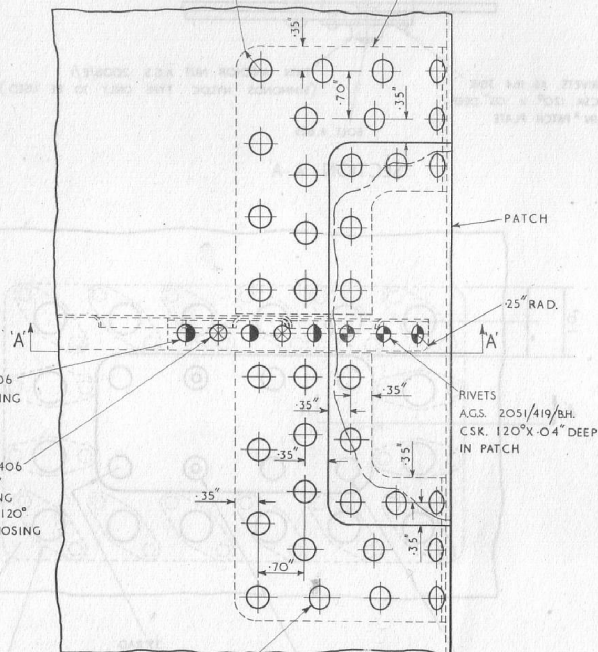 .35"
.70"
.35"
PATCH
.25" RAD.
'A'
'A'
06
ING
RIVETS
A.G.S. 2051/419/B.H.
CSK. 120° X .04" DEEP
IN PATCH
.35"
.35"
.35"
.35"
406
NG
120°
OSING
.35"
.70"
.35"